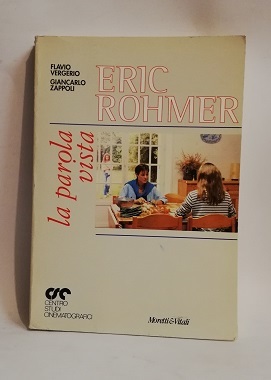 FLAVIO
VERGERIO
GIANCARLO
ZAPPOLI
ERIC
ROHMER
la parola
vista
CSC
CENTRO
STUDI
CINEMATOGRAFICI
Moretti&Vitali